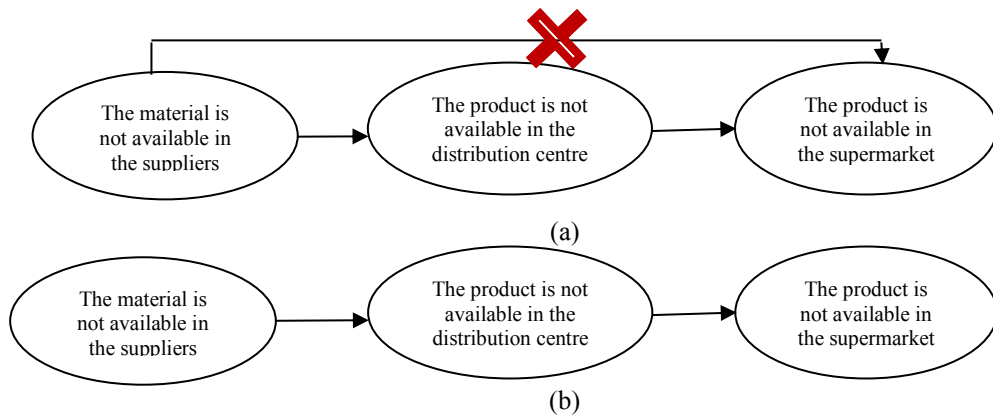 The material is
not available in
the suppliers
The product is not
available in the
distribution centre
The product is
not available in
the supermarket
(a)
The material is
not available in
the suppliers
The product is not
available in the
distribution centre
The product is
not available in
the supermarket
(b)